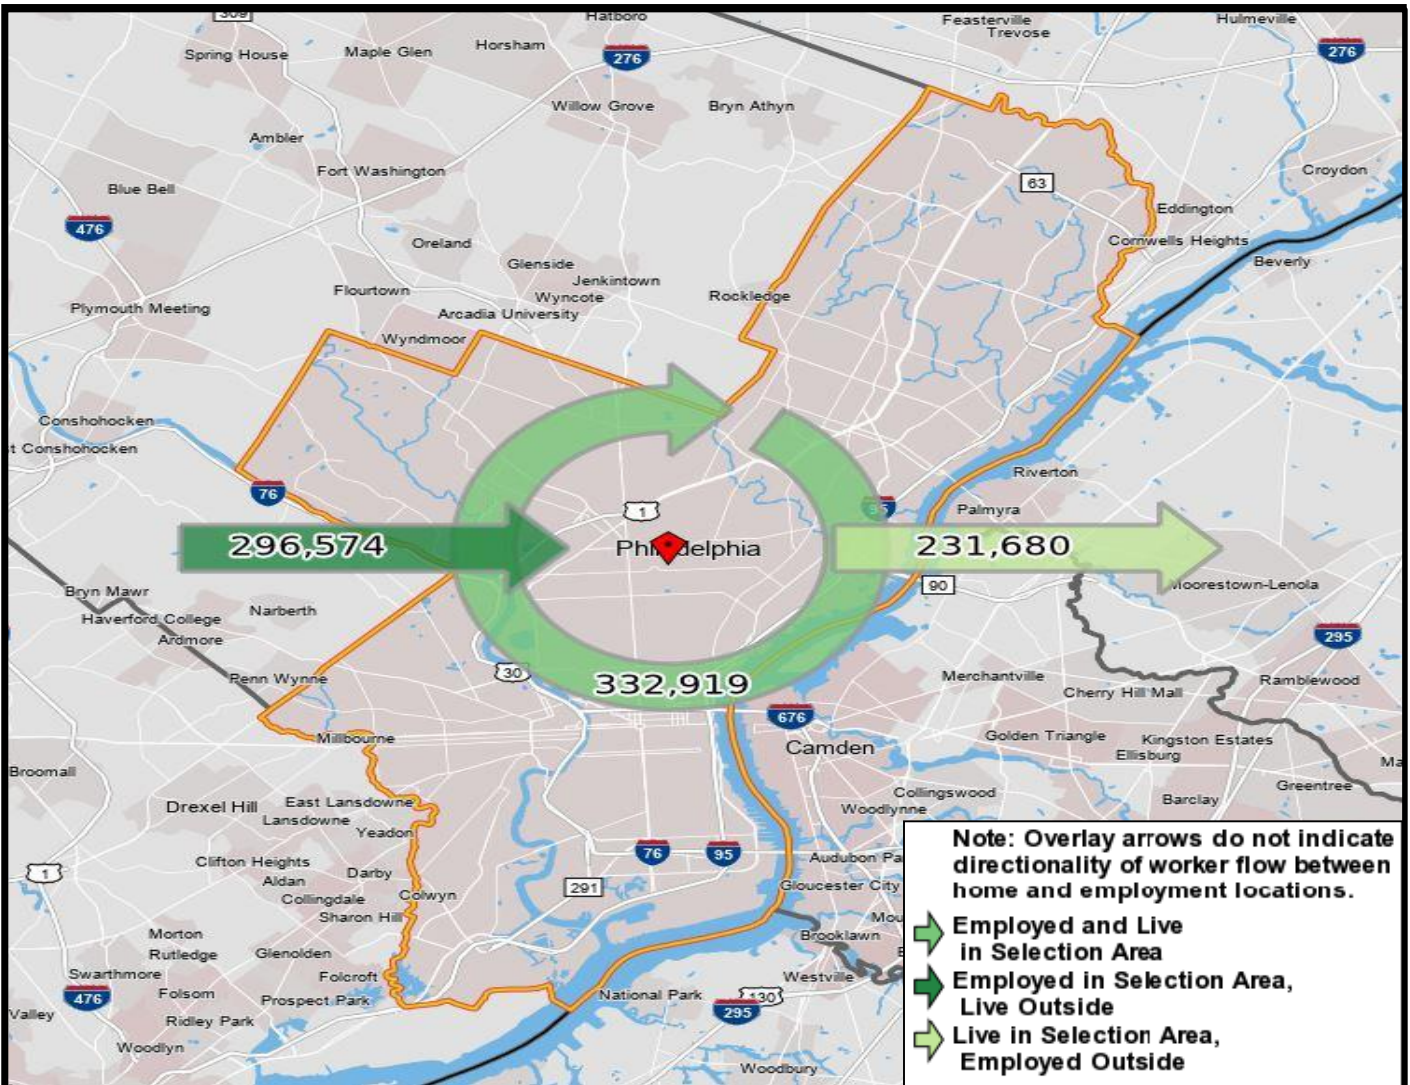 309
Hatboro
Feasterville
Trevose
Hulmeville
Spring House
Maple Glen
Horsham
276
276
Willow Grove
Bryn Athyn
Ambler
Fort Washington
63
Croydon
Blue Bell
476
Eddington
Oreland
Cornwells Heights
Beverly
Glenside
Jenkintown
Flourtown
Wyncote
Rockledge
Plymouth Meeting
Arcadia University
Wyndmoor
Conshohocken
t Conshohocken
Riverton
76
95
1
Palmyra
296,574
Philadelphia
231,680
90
Moorestown-Lenola
Bryn Mawr
Haverford College
Narberth
Ardmore
295
Penn Wynne
30
332,919
Merchantville
Cherry Hill Mall
Ramblewood
676
Millbourne
Camden
Golden Triangle
Kingston Estates
Ellisburg
Ma
Broomall
Greentree
Drexel Hill
East Lansdowne
Lansdowne
Collingswood
Woodlynne
Barclay
Yeadon
76
95
Audubon Pa
Clifton Heights
1
Aldan
Darby
291
Gloucester City
Collingdale
Colwyn
Sharon Hill
Mou
Morton
Brooklawn
Rutledge
Glenolden
E
Swarthmore
Folcroft
Westville
476
Folsom
Prospect Park
National Park
130
295
Valley
Ridley Park
Woodlyn
Woodbury
Note: Overlay arrows do not indicate
directionality of worker flow between
home and employment locations.
Employed and Live
in Selection Area
Employed in Selection Area,
Live Outside
Live in Selection Area,
Employed Outside